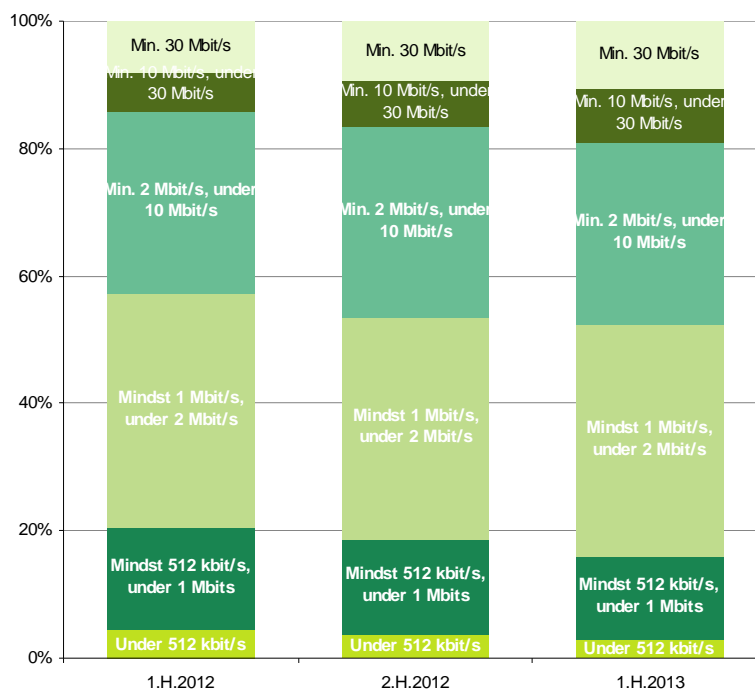 100%
80%
60%
40%
20%
0%
Min. 30 Mbit/s
Min. 10 Mbit/s, under
30 Mbit/s
Min. 2 Mbit/s, under
10 Mbit/s
Mindst 1 Mbit/s,
under 2 Mbit/s
Mindst 512 kbit/s,
under 1 Mbits
Under 512 kbit/s
Min. 30 Mbit/s
Min. 10 Mbit/s, under
30 Mbit/s
Min. 2 Mbit/s, under
10 Mbit/s
Mindst 1 Mbit/s,
under 2 Mbit/s
Mindst 512 kbit/s,
under 1 Mbits
Under 512 kbit/s
Min. 30 Mbit/s
Min. 10 Mbit/s, under
30 Mbit/s
Min. 2 Mbit/s, under
10 Mbit/s
Mindst 1 Mbit/s,
under 2 Mbit/s
Mindst 512 kbit/s,
under 1 Mbits
Under 512 kbit/s
1.H.2012
2.H.2012
1.H.2013